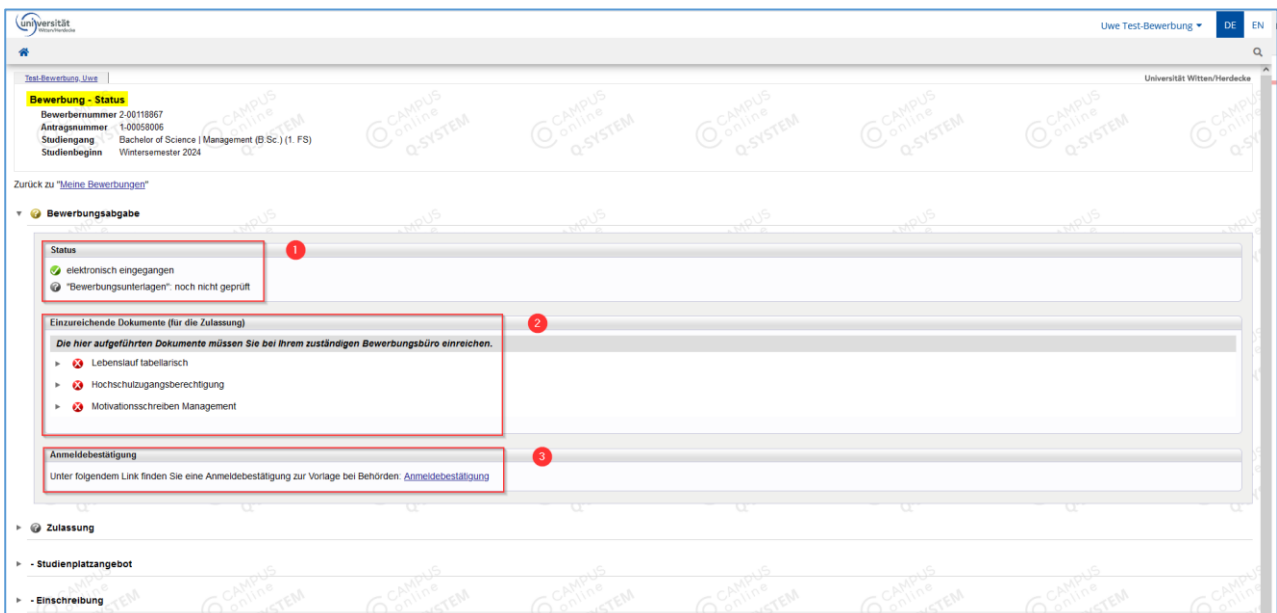 universität
Witten/Herdecke
Uwe Test-Bewerbung
DE EN
Test-Bewerbung, Uwe
Universität Witten/Herdecke
Bewerbung - Status
Bewerbernummer 2-00118867
Antragsnummer 1-00058006
Studiengang Bachelor of Science | Management (B.Sc.) (1. FS)
Studienbeginn Wintersemester 2024
Zurück zu "Meine Bewerbungen"
Bewerbungsabgabe
Status
1
elektronisch eingegangen
"Bewerbungsunterlagen": noch nicht geprüft
Einzureichende Dokumente (für die Zulassung)
2
Die hier aufgeführten Dokumente müssen Sie bei Ihrem zuständigen Bewerbungsbüro einreichen.
Lebenslauf tabellarisch
Hochschulzugangsberechtigung
Motivationsschreiben Management
Anmeldebestätigung
3
Unter folgendem Link finden Sie eine Anmeldebestätigung zur Vorlage bei Behörden: Anmeldebestätigung
Zulassung
- Studienplatzangebot
- Einschreibung
CAMPUS
online
Q-SYSTEM